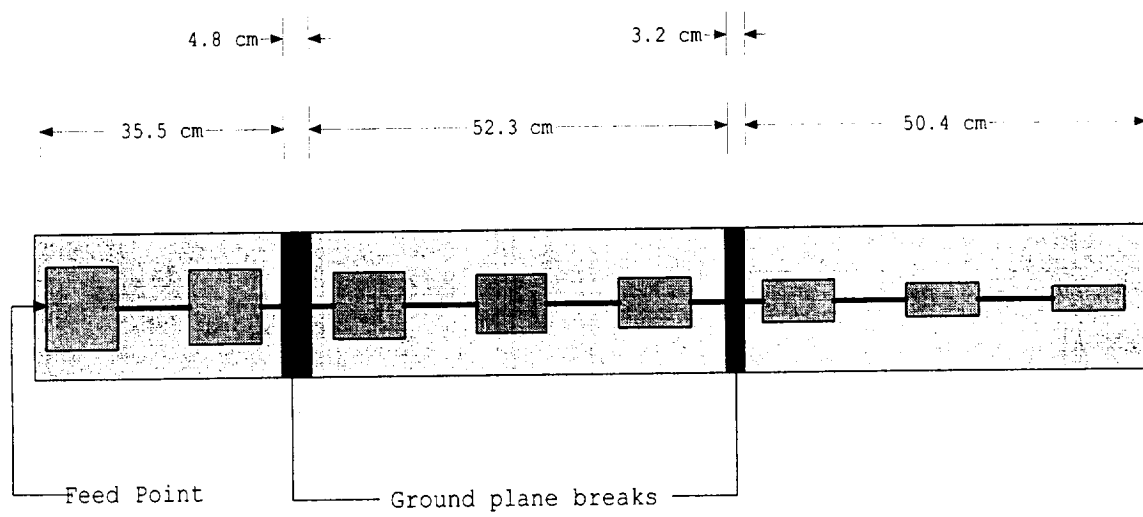 4.8 cm
3.2 cm
35.5 cm
52.3 cm
50.4 cm
Feed Point
Ground plane breaks